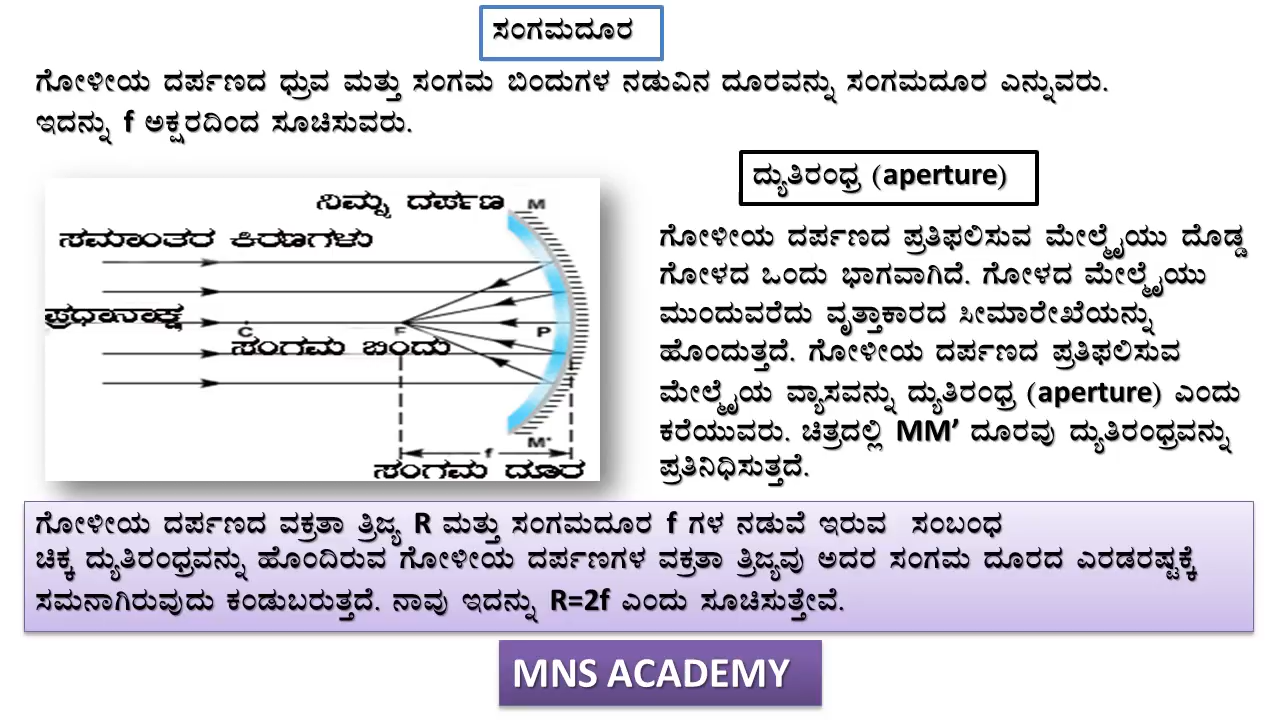 ಸಂಗಮದೂರ
ಗೋಳೀಯ ದರ್ಪಣದ ಧ್ರುವ ಮತ್ತು ಸಂಗಮ ಬಿಂದುಗಳ ನಡುವಿನ ದೂರವನ್ನು ಸಂಗಮದೂರ ಎನ್ನುವರು.
ಇದನ್ನು f ಅಕ್ಷರದಿಂದ ಸೂಚಿಸುವರು.
ನಿಮ್ನ ದರ್ಪಣ
M
ಸಮಾಂತರ ಕಿರಣಗಳು
ಪ್ರಧಾನಾಕ್ಷ
C F P
ಸಂಗಮ ಬಿಂದು
M'
f
ಸಂಗಮ ದೂರ
ದ್ಯುತಿರಂಧ್ರ (aperture)
ಗೋಳೀಯ ದರ್ಪಣದ ಪ್ರತಿಫಲಿಸುವ ಮೇಲ್ಮೈಯು ದೊಡ್ಡ
ಗೋಳದ ಒಂದು ಭಾಗವಾಗಿದೆ. ಗೋಳದ ಮೇಲ್ಮೈಯು
ಮುಂದುವರೆದು ವೃತ್ತಾಕಾರದ ಸೀಮಾರೇಖೆಯನ್ನು
ಹೊಂದುತ್ತದೆ. ಗೋಳೀಯ ದರ್ಪಣದ ಪ್ರತಿಫಲಿಸುವ
ಮೇಲ್ಮೈಯ ವ್ಯಾಸವನ್ನು ದ್ಯುತಿರಂಧ್ರ (aperture) ಎಂದು
ಕರೆಯುವರು. ಚಿತ್ರದಲ್ಲಿ MM’ ದೂರವು ದ್ಯುತಿರಂಧ್ರವನ್ನು
ಪ್ರತಿನಿಧಿಸುತ್ತದೆ.
ಗೋಳೀಯ ದರ್ಪಣದ ವಕ್ರತಾ ತ್ರಿಜ್ಯ R ಮತ್ತು ಸಂಗಮದೂರ f ಗಳ ನಡುವೆ ಇರುವ ಸಂಬಂಧ
ಚಿಕ್ಕ ದ್ಯುತಿರಂಧ್ರವನ್ನು ಹೊಂದಿರುವ ಗೋಳೀಯ ದರ್ಪಣಗಳ ವಕ್ರತಾ ತ್ರಿಜ್ಯವು ಅದರ ಸಂಗಮ ದೂರದ ಎರಡರಷ್ಟಕ್ಕೆ
ಸಮನಾಗಿರುವುದು ಕಂಡುಬರುತ್ತದೆ. ನಾವು ಇದನ್ನು R=2f ಎಂದು ಸೂಚಿಸುತ್ತೇವೆ.
MNS ACADEMY